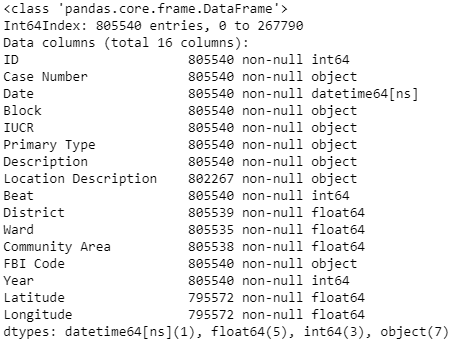 <class 'pandas.core.frame.DataFrame'>
Int64Index: 805540 entries, 0 to 267790
Data columns (total 16 columns):
ID                      805540 non-null int64
Case Number             805540 non-null object
Date                    805540 non-null datetime64[ns]
Block                   805540 non-null object
IUCR                    805540 non-null object
Primary Type            805540 non-null object
Description             805540 non-null object
Location Description    802267 non-null object
Beat                    805540 non-null int64
District                805539 non-null float64
Ward                    805535 non-null float64
Community Area          805538 non-null float64
FBI Code                805540 non-null object
Year                    805540 non-null int64
Latitude                795572 non-null float64
Longitude               795572 non-null float64
dtypes: datetime64[ns](1), float64(5), int64(3), object(7)